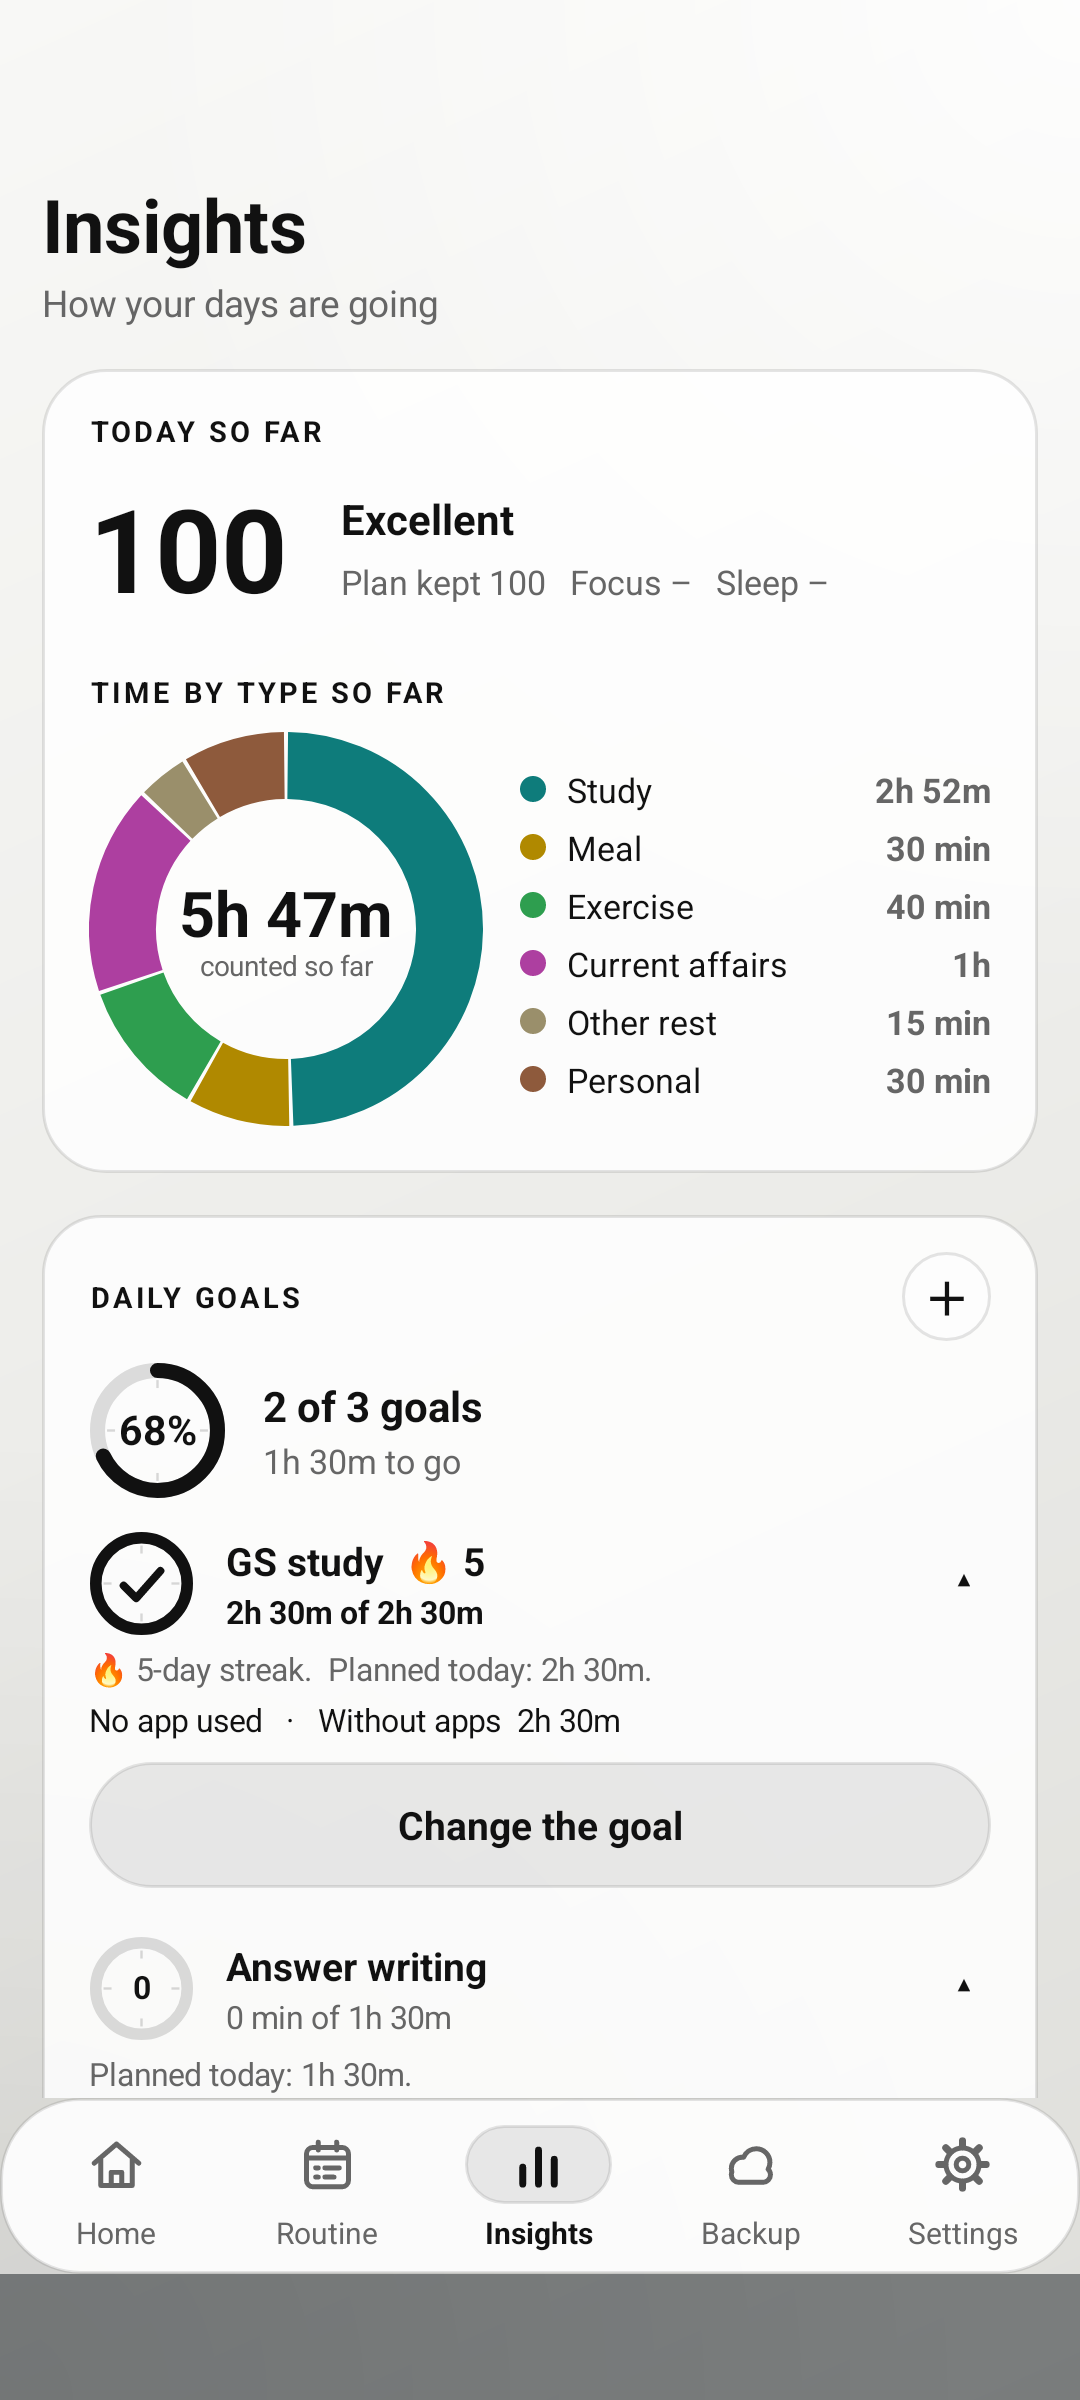 Insights
How your days are going
TODAY SO FAR
100
Excellent
Plan kept 100 Focus – Sleep –
TIME BY TYPE SO FAR
5h 47m
counted so far
Study 2h 52m
Meal 30 min
Exercise 40 min
Current affairs 1h
Other rest 15 min
Personal 30 min
DAILY GOALS
68%
2 of 3 goals
1h 30m to go
GS study 🔥 5
2h 30m of 2h 30m
🔥 5-day streak. Planned today: 2h 30m.
No app used · Without apps 2h 30m
Change the goal
0
Answer writing
0 min of 1h 30m
Planned today: 1h 30m.
Home Routine Insights Backup Settings